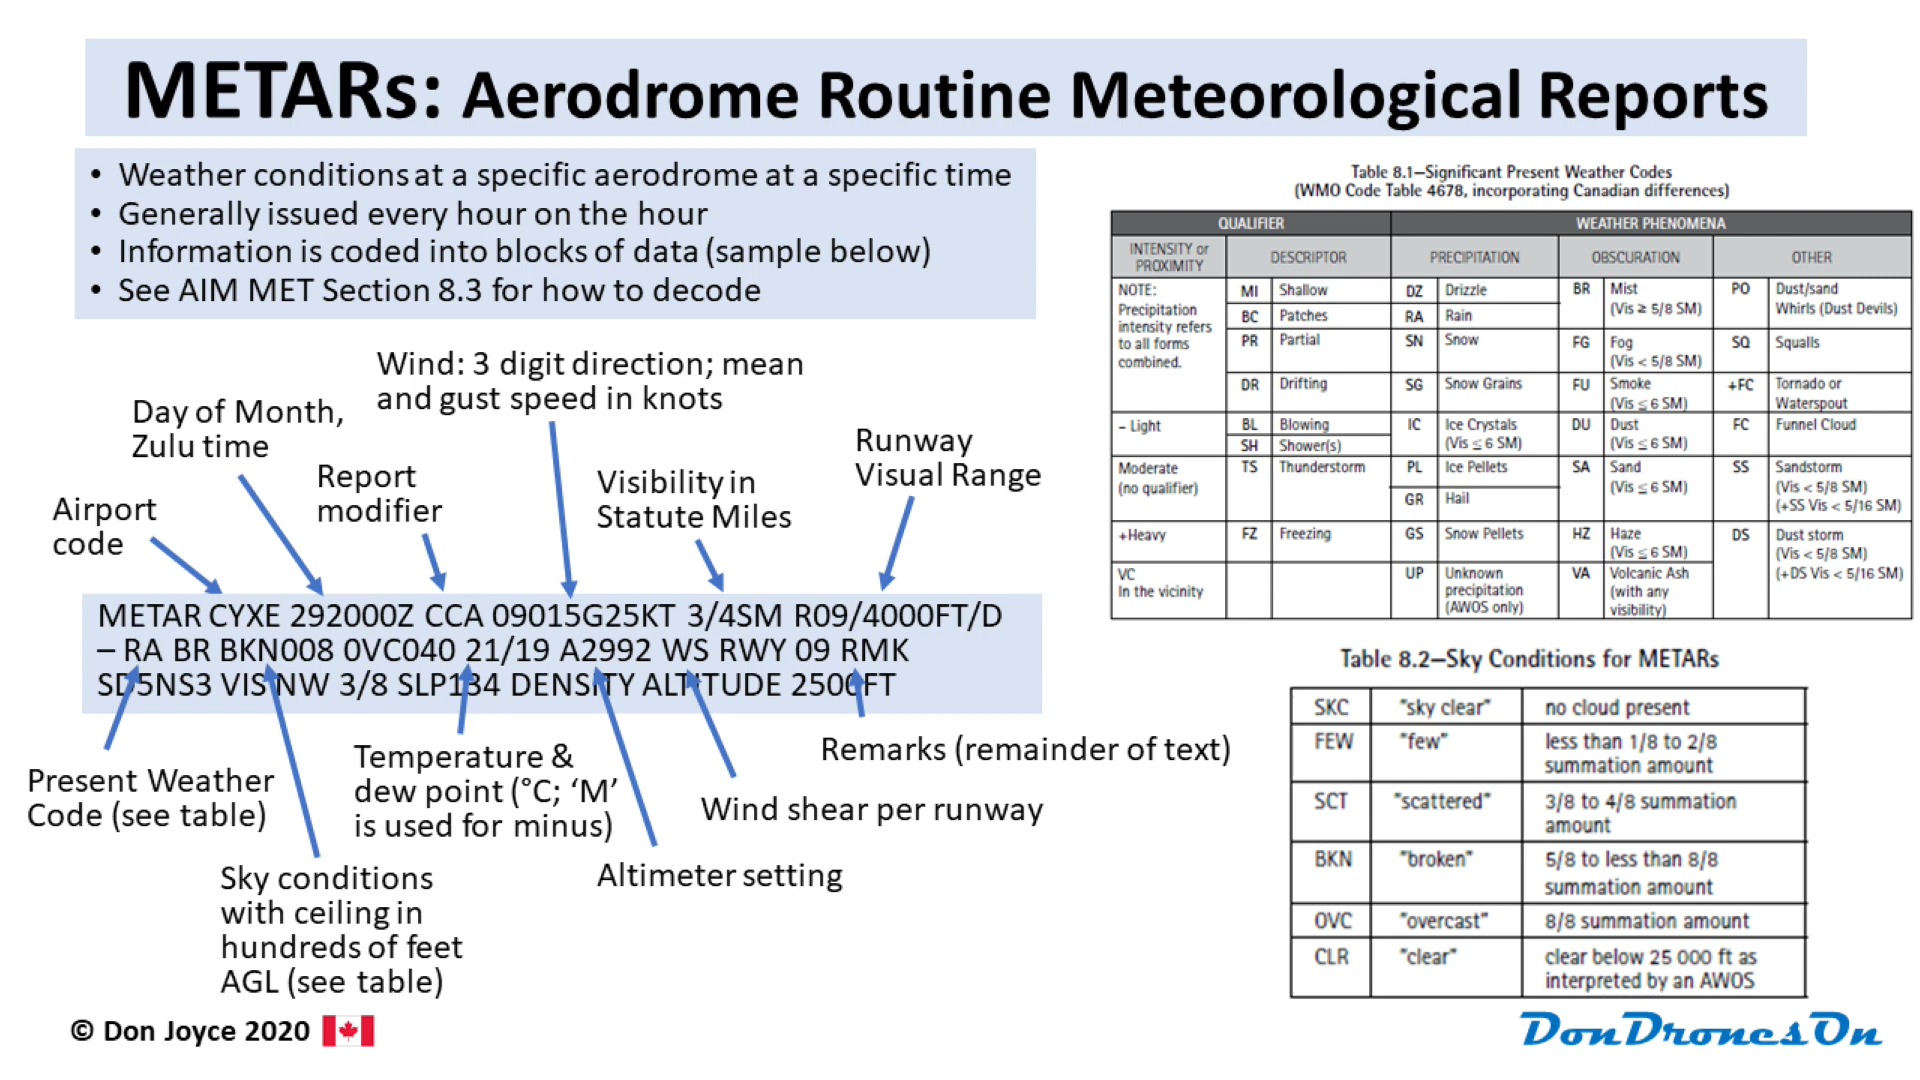 METARs: Aerodrome Routine Meteorological Reports
• Weather conditions at a specific aerodrome at a specific time
• Generally issued every hour on the hour
• Information is coded into blocks of data (sample below)
• See AIM MET Section 8.3 for how to decode
Wind: 3 digit direction; mean
and gust speed in knots
Day of Month,
Zulu time
Report
modifier
Visibility in
Statute Miles
Runway
Visual Range
Airport
code
METAR CYXE 292000Z CCA 09015G25KT 3/4SM R09/4000FT/D
– RA BR BKN008 0VC040 21/19 A2992 WS RWY 09 RMK
SD5NS3 VIS NW 3/8 SLP134 DENSITY ALTITUDE 2500FT
Present Weather
Code (see table)
Sky conditions
with ceiling in
hundreds of feet
AGL (see table)
Temperature &
dew point (°C; ‘M’
is used for minus)
Altimeter setting
Wind shear per runway
Remarks (remainder of text)
Table 8.1—Significant Present Weather Codes
(WMO Code Table 4678, incorporating Canadian differences)
QUALIFIER WEATHER PHENOMENA
INTENSITY or
PROXIMITY
DESCRIPTOR PRECIPITATION OBSCURATION OTHER
NOTE:
Precipitation
intensity refers
to all forms
combined.
– Light
Moderate
(no qualifier)
+Heavy
VC
In the vicinity
MI Shallow
BC Patches
PR Partial
DR Drifting
BL Blowing
SH Shower(s)
TS Thunderstorm
FZ Freezing
DZ Drizzle
RA Rain
SN Snow
SG Snow Grains
IC Ice Crystals
(Vis ≤ 6 SM)
PL Ice Pellets
GR Hail
GS Snow Pellets
UP Unknown
precipitation
(AWOS only)
BR Mist
(Vis ≥ 5/8 SM)
FG Fog
(Vis < 5/8 SM)
FU Smoke
(Vis ≤ 6 SM)
DU Dust
(Vis ≤ 6 SM)
SA Sand
(Vis ≤ 6 SM)
HZ Haze
(Vis ≤ 6 SM)
VA Volcanic Ash
(with any
visibility)
PO Dust/sand
Whirls (Dust Devils)
SQ Squalls
+FC Tornado or
Waterspout
FC Funnel Cloud
SS Sandstorm
(Vis < 5/8 SM)
(+SS Vis < 5/16 SM)
DS Dust storm
(Vis < 5/8 SM)
(+DS Vis < 5/16 SM)
Table 8.2—Sky Conditions for METARs
SKC "sky clear" no cloud present
FEW "few" less than 1/8 to 2/8
summation amount
SCT "scattered" 3/8 to 4/8 summation
amount
BKN "broken" 5/8 to less than 8/8
summation amount
OVC "overcast" 8/8 summation amount
CLR "clear" clear below 25 000 ft as
interpreted by an AWOS
© Don Joyce 2020
DonDronesOn